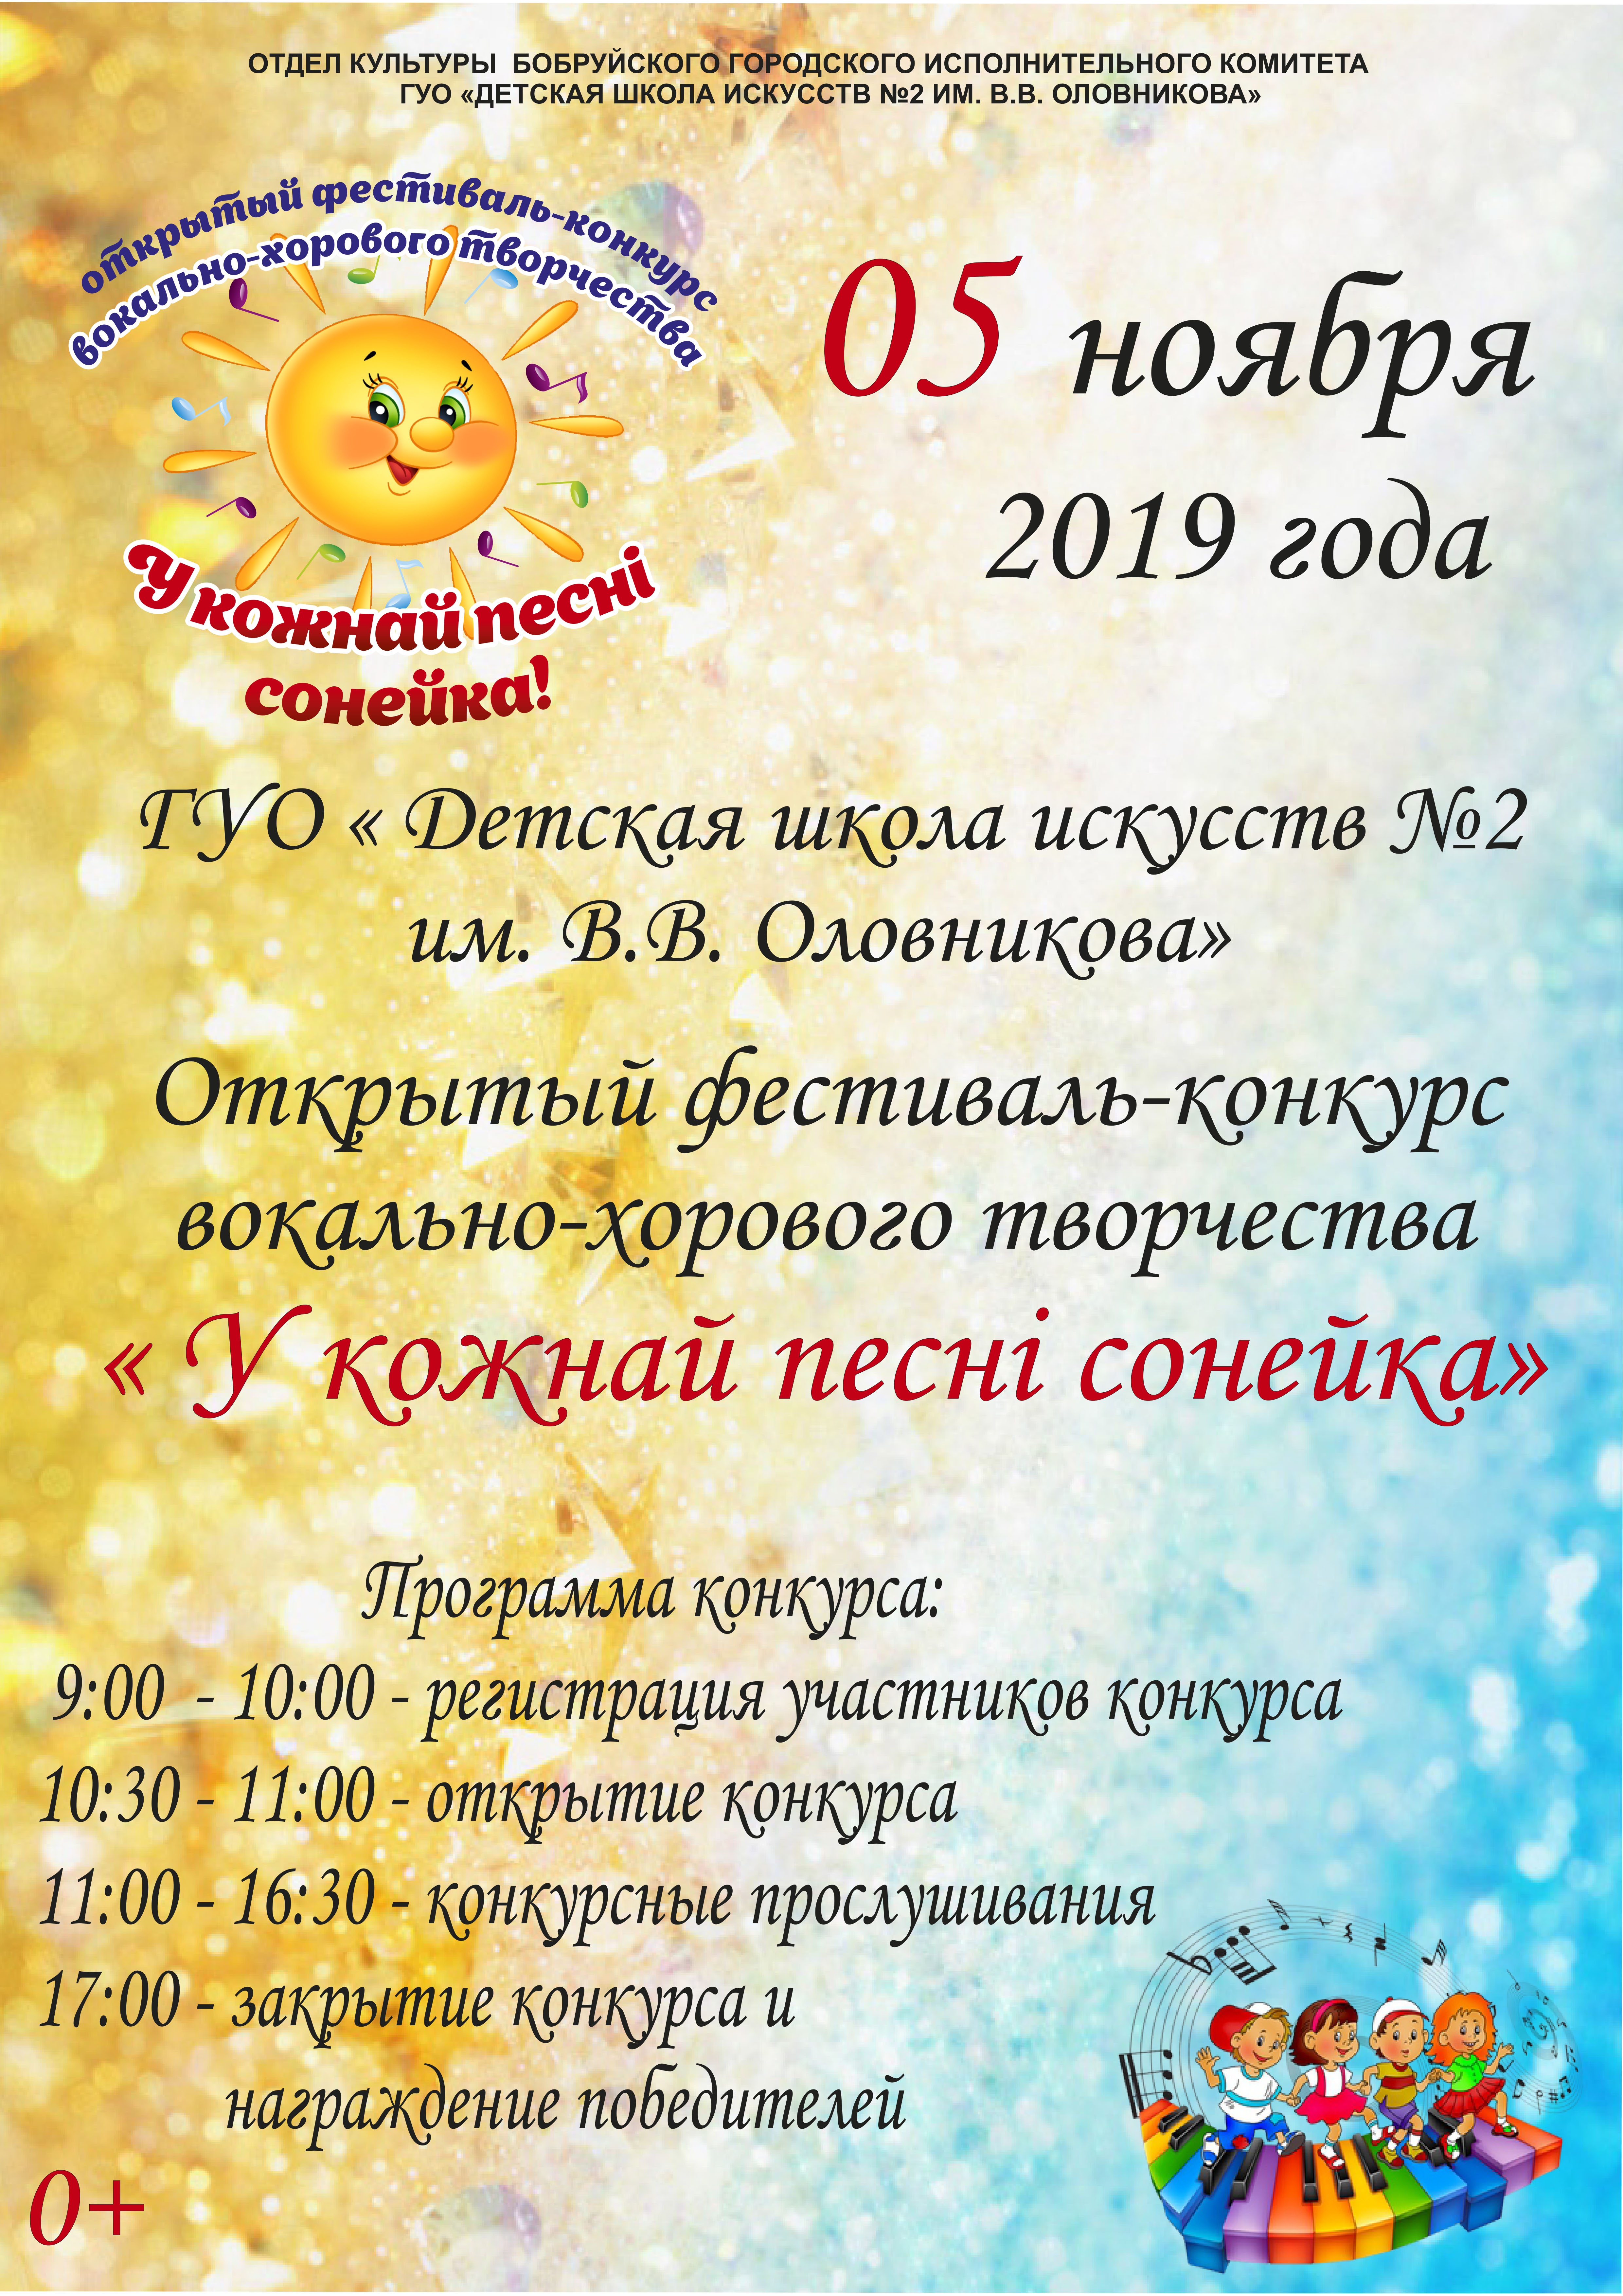 ОТДЕЛ КУЛЬТУРЫ БОБРУЙСКОГО ГОРОДСКОГО ИСПОЛНИТЕЛЬНОГО КОМИТЕТА
ГУО «ДЕТСКАЯ ШКОЛА ИСКУССТВ №2 ИМ. В.В. ОЛОВНИКОВА»
открытый фестиваль-конкурс
вокально-хорового творчества
У кожнай песні
сонейка!
05 ноября
2019 года
ГУО « Детская школа искусств №2
им. В.В. Оловникова»
Открытый фестиваль-конкурс
вокально-хорового творчества
« У кожнай песні сонейка»
Программа конкурса:
9:00 - 10:00 - регистрация участников конкурса
10:30 - 11:00 - открытие конкурса
11:00 - 16:30 - конкурсные прослушивания
17:00 - закрытие конкурса и
награждение победителей
0+